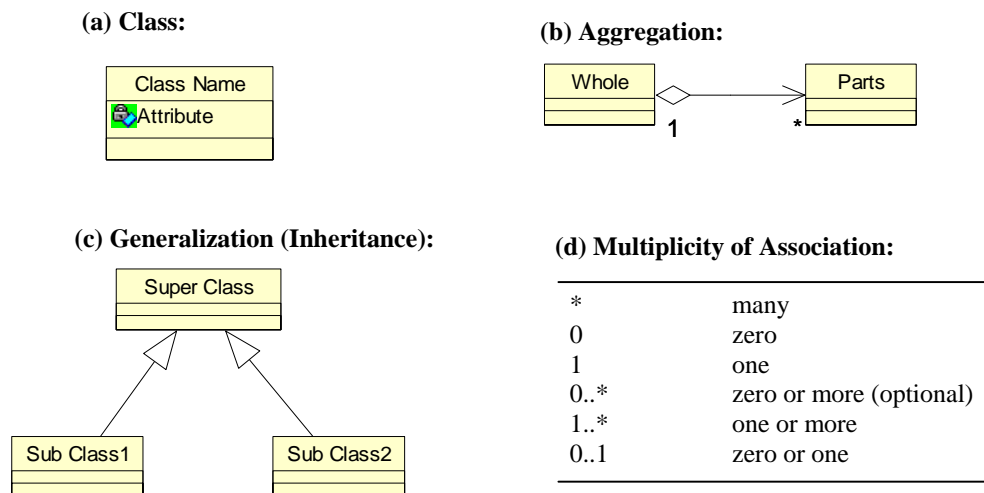 (a) Class:
Class Name
Attribute
(b) Aggregation:
Whole
Parts
1
*
(c) Generalization (Inheritance):
Super Class
Sub Class1
Sub Class2
(d) Multiplicity of Association:
* many
0 zero
1 one
0..* zero or more (optional)
1..* one or more
0..1 zero or one